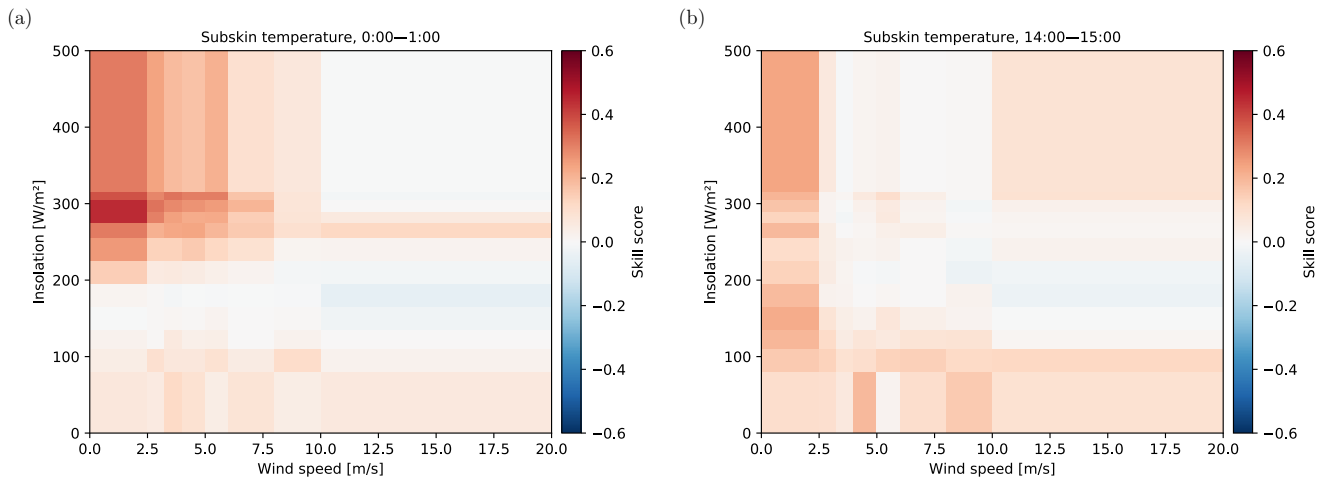 (a)
Subskin temperature, 0:00—1:00
500
400
300
200
100
0
Insolation [W/m²]
0.0 2.5 5.0 7.5 10.0 12.5 15.0 17.5 20.0
Wind speed [m/s]
0.6
0.4
0.2
0.0
−0.2
−0.4
−0.6
Skill score
(b)
Subskin temperature, 14:00—15:00
500
400
300
200
100
0
Insolation [W/m²]
0.0 2.5 5.0 7.5 10.0 12.5 15.0 17.5 20.0
Wind speed [m/s]
0.6
0.4
0.2
0.0
−0.2
−0.4
−0.6
Skill score